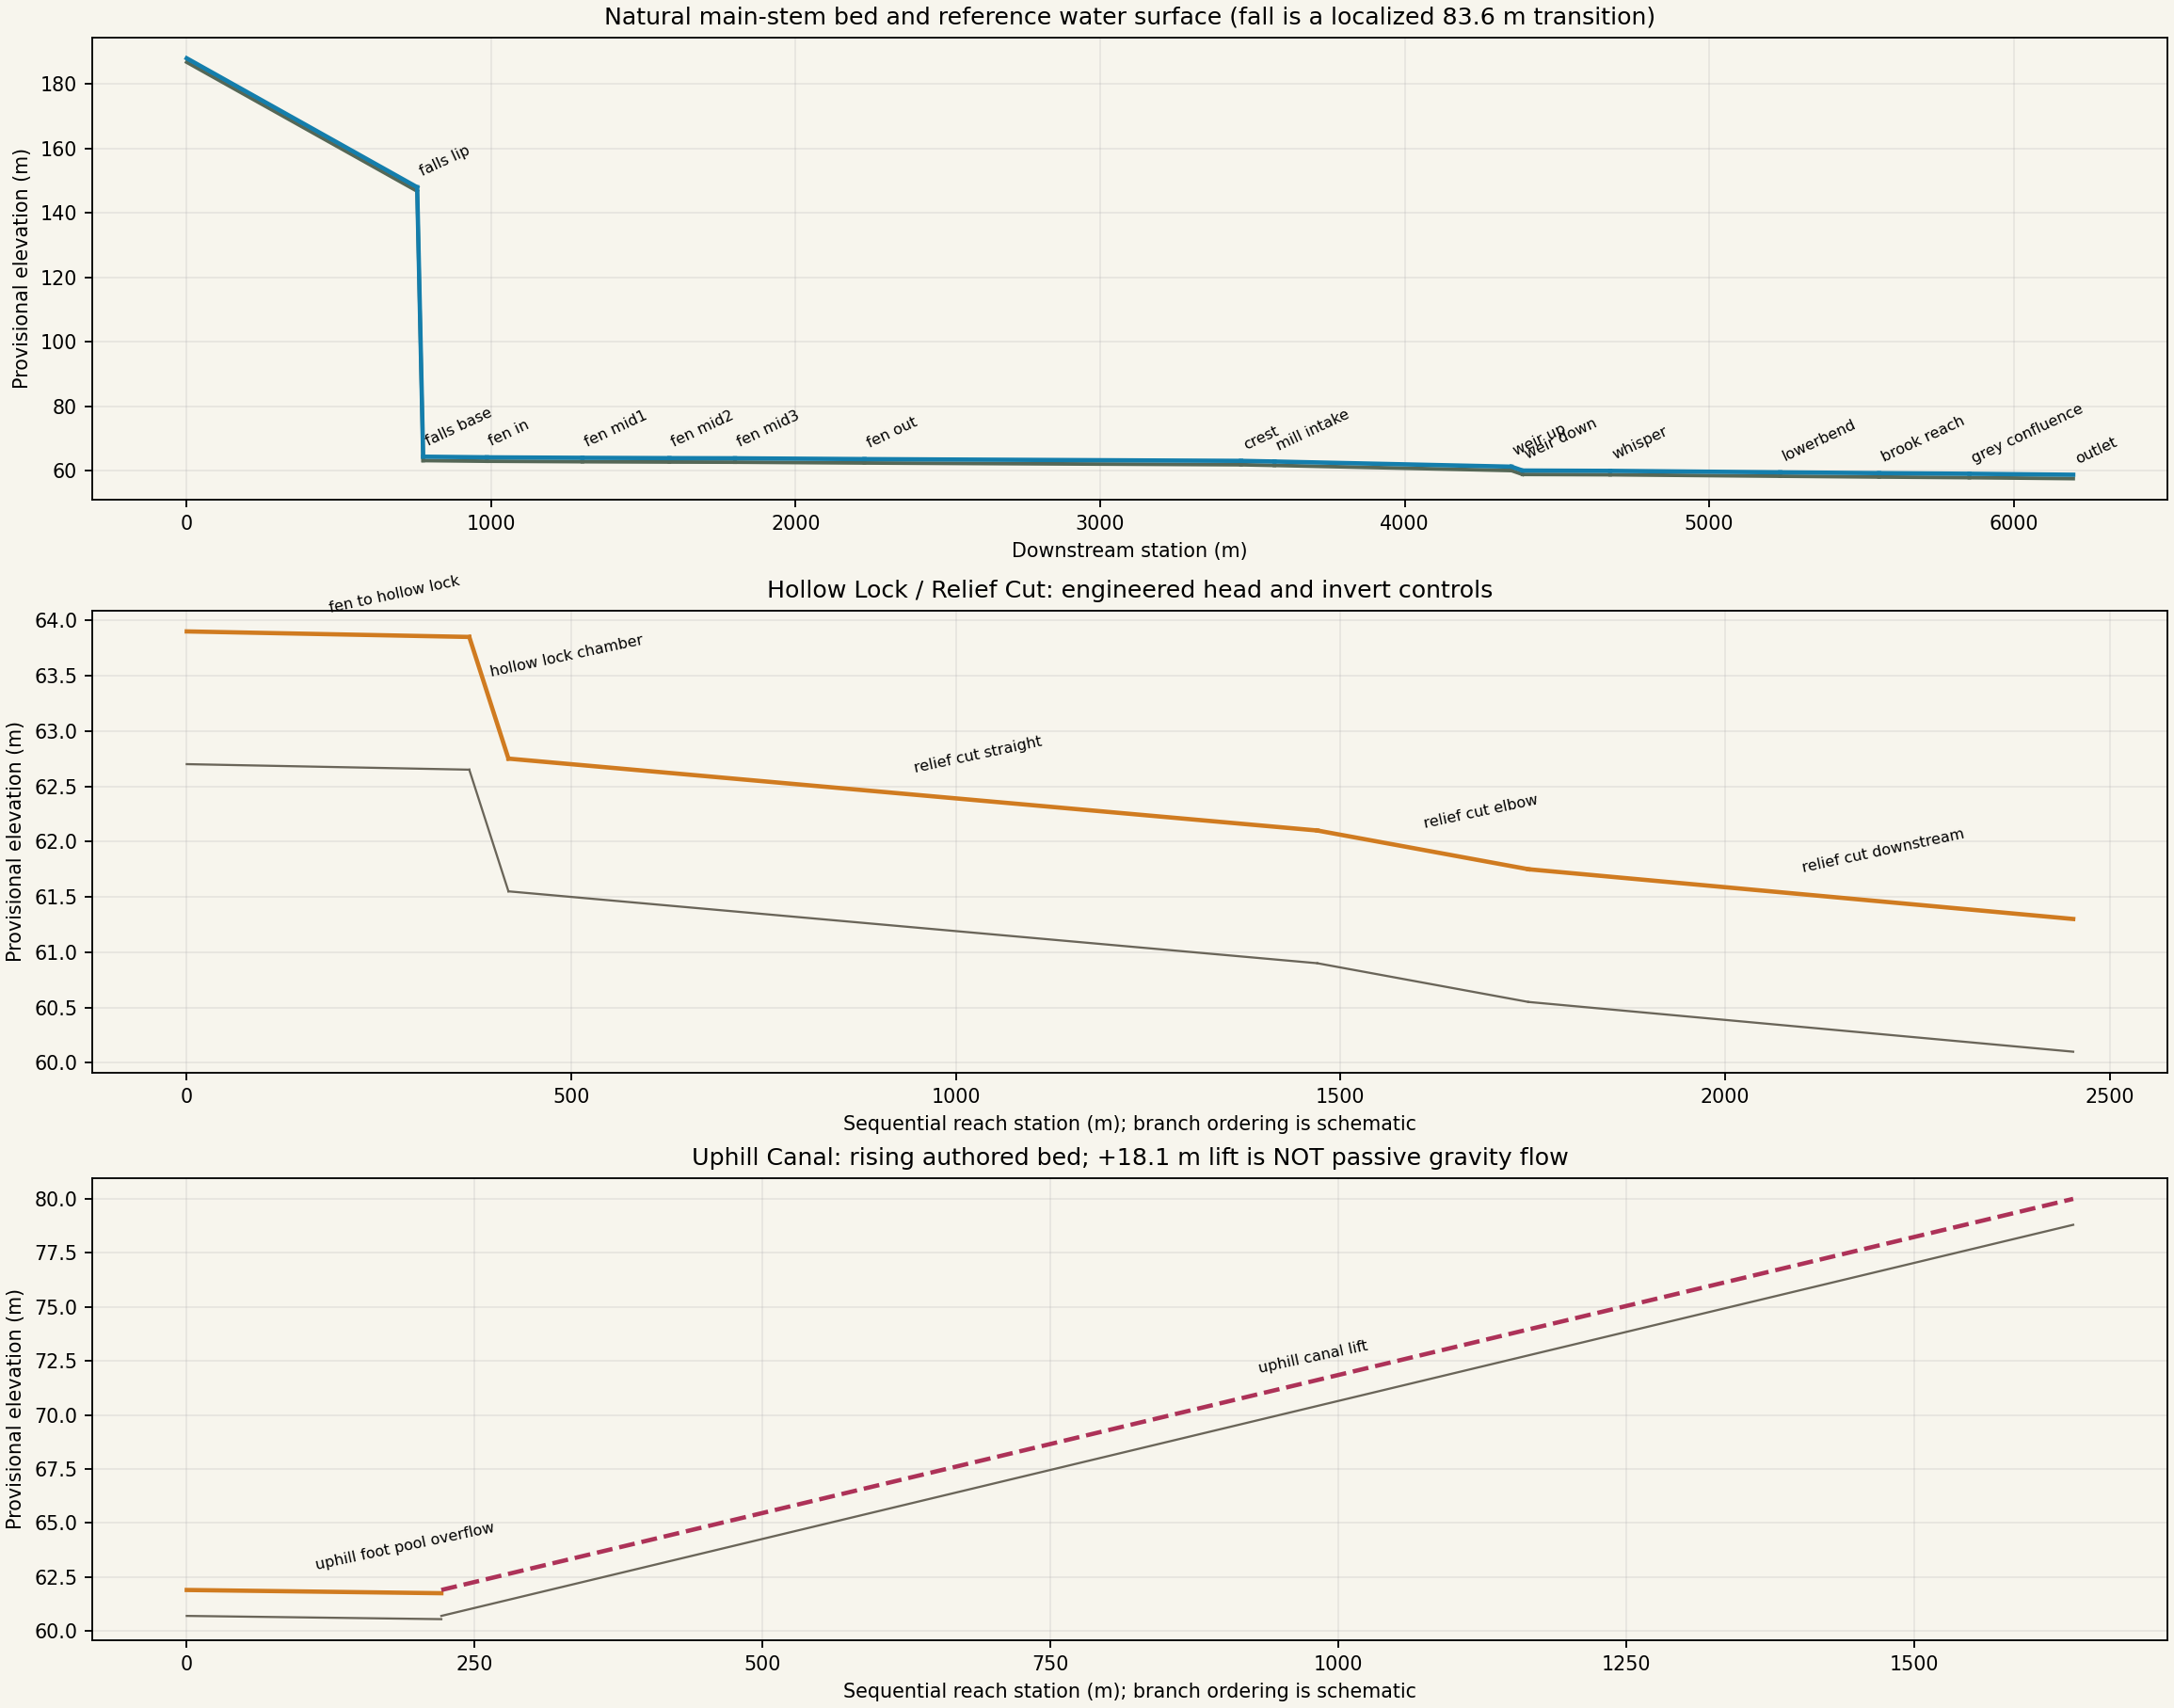 Natural main-stem bed and reference water surface (fall is a localized 83.6 m transition)
Provisional elevation (m)
180
160
140
120
100
80
60
falls lip
falls base
fen in
fen mid1
fen mid2
fen mid3
fen out
crest
mill intake
weir up
weir down
whisper
lowerbend
brook reach
grey confluence
outlet
0 1000 2000 3000 4000 5000 6000
Downstream station (m)
Hollow Lock / Relief Cut: engineered head and invert controls
Provisional elevation (m)
64.0
63.5
63.0
62.5
62.0
61.5
61.0
60.5
60.0
fen to hollow lock
hollow lock chamber
relief cut straight
relief cut elbow
relief cut downstream
0 500 1000 1500 2000 2500
Sequential reach station (m); branch ordering is schematic
Uphill Canal: rising authored bed; +18.1 m lift is NOT passive gravity flow
Provisional elevation (m)
80.0
77.5
75.0
72.5
70.0
67.5
65.0
62.5
60.0
uphill foot pool overflow
uphill canal lift
0 250 500 750 1000 1250 1500
Sequential reach station (m); branch ordering is schematic